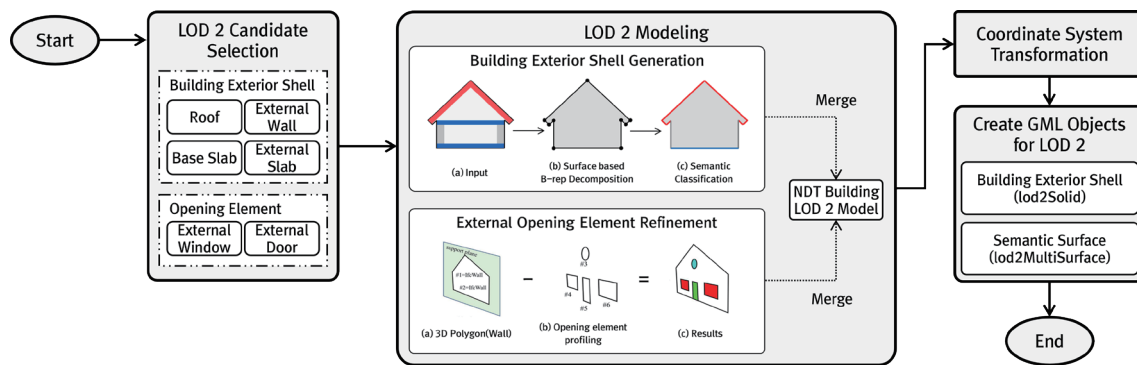 Start
LOD 2 Candidate
Selection
Building Exterior Shell
Roof
External
Wall
Base Slab
External
Slab
Opening Element
External
Window
External
Door
LOD 2 Modeling
Building Exterior Shell Generation
(a) Input
(b) Surface based
B-rep Decomposition
(c) Semantic
Classification
External Opening Element Refinement
support plane
#1=IfcWall
#2=IfcWall
#3
#4
#5
#6
(a) 3D Polygon(Wall)
(b) Opening element
profiling
(c) Results
Merge
NDT Building
LOD 2 Model
Merge
Coordinate System
Transformation
Create GML Objects
for LOD 2
Building Exterior Shell
(lod2Solid)
Semantic Surface
(lod2MultiSurface)
End